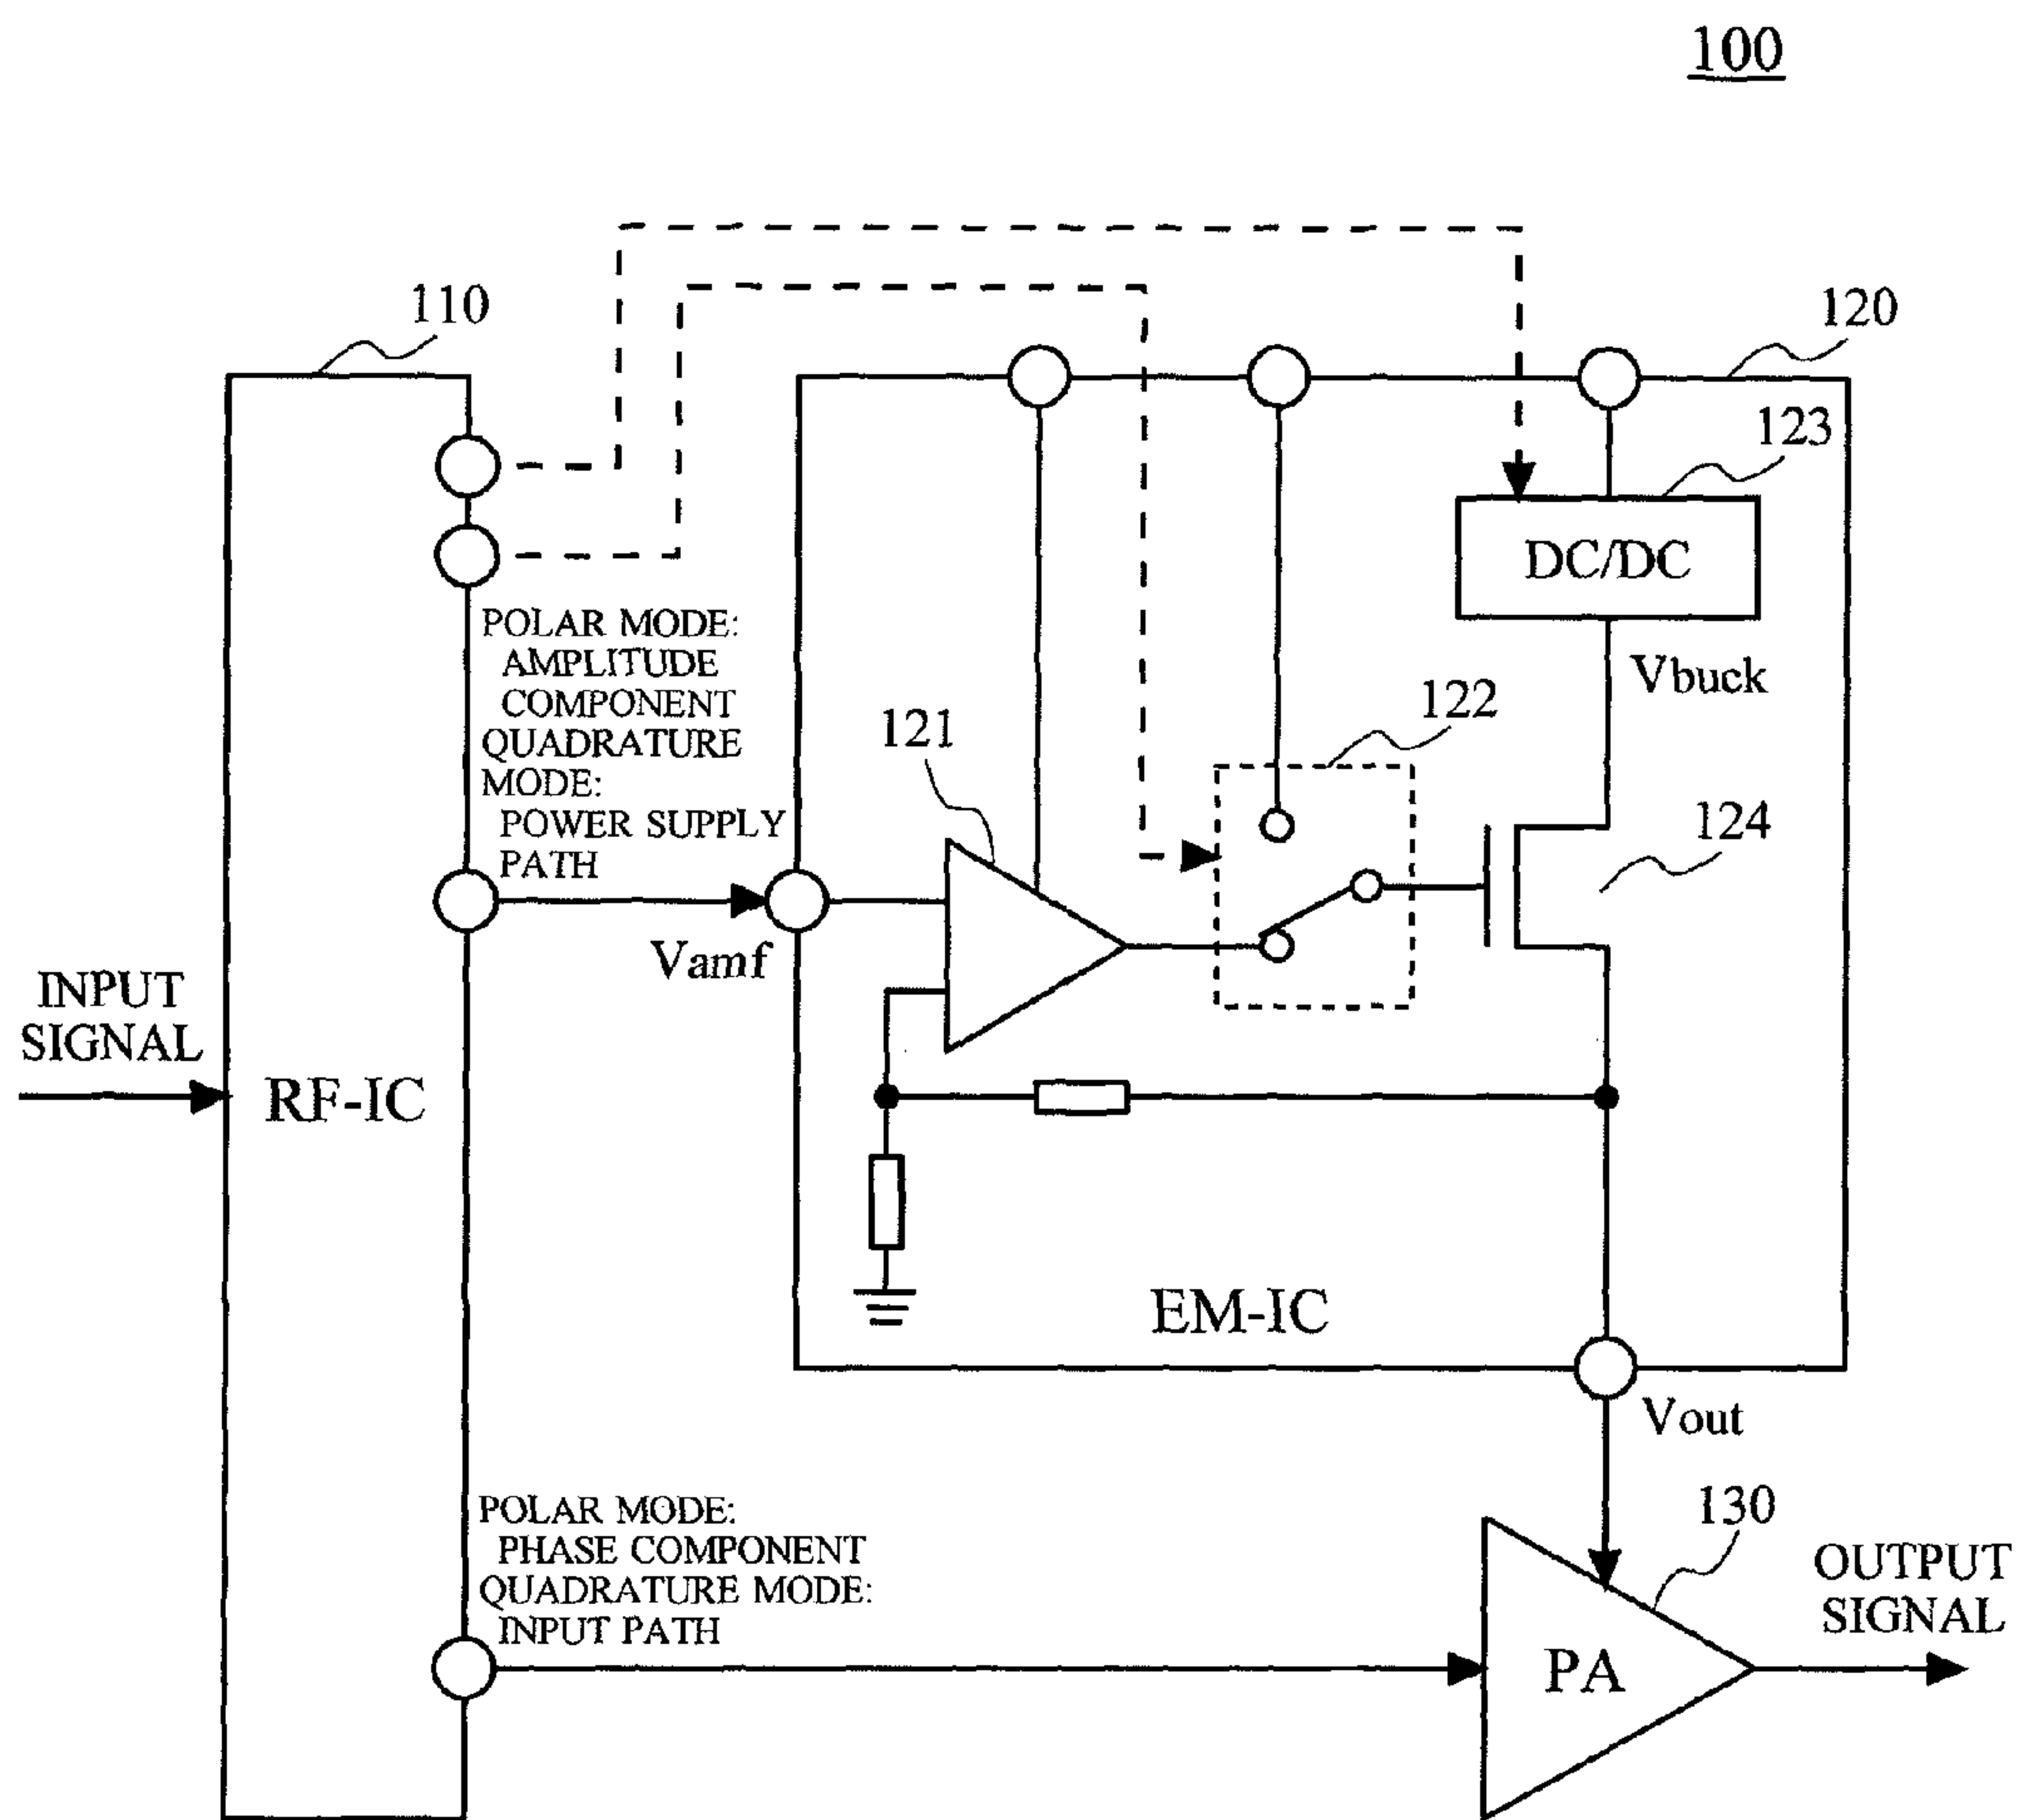 100
110
120
123
DC/DC
Vbuck
POLAR MODE:
AMPLITUDE
COMPONENT
QUADRATURE
MODE:
POWER SUPPLY
PATH
121
122
124
Vamf
INPUT
SIGNAL
RF-IC
EM-IC
Vout
POLAR MODE:
PHASE COMPONENT
QUADRATURE MODE:
INPUT PATH
130
PA
OUTPUT
SIGNAL